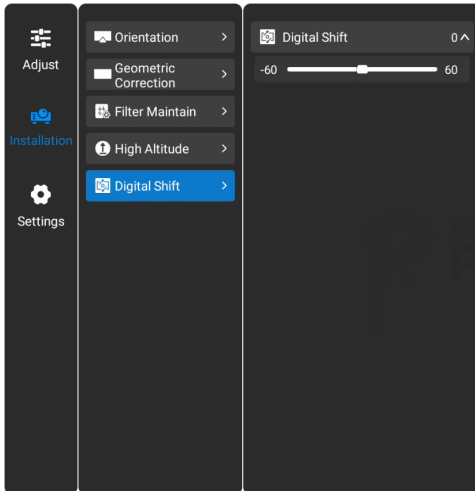 Adjust
Installation
Settings
Orientation
Geometric
Correction
Filter Maintain
High Altitude
Digital Shift
Digital Shift 0
-60 60